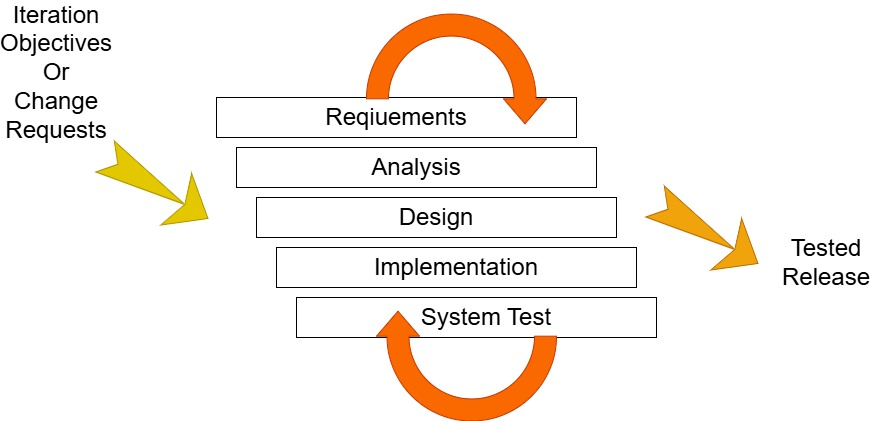 Iteration
Objectives
Or
Change
Requests
Reqiuements
Analysis
Design
Implementation
System Test
Tested
Release